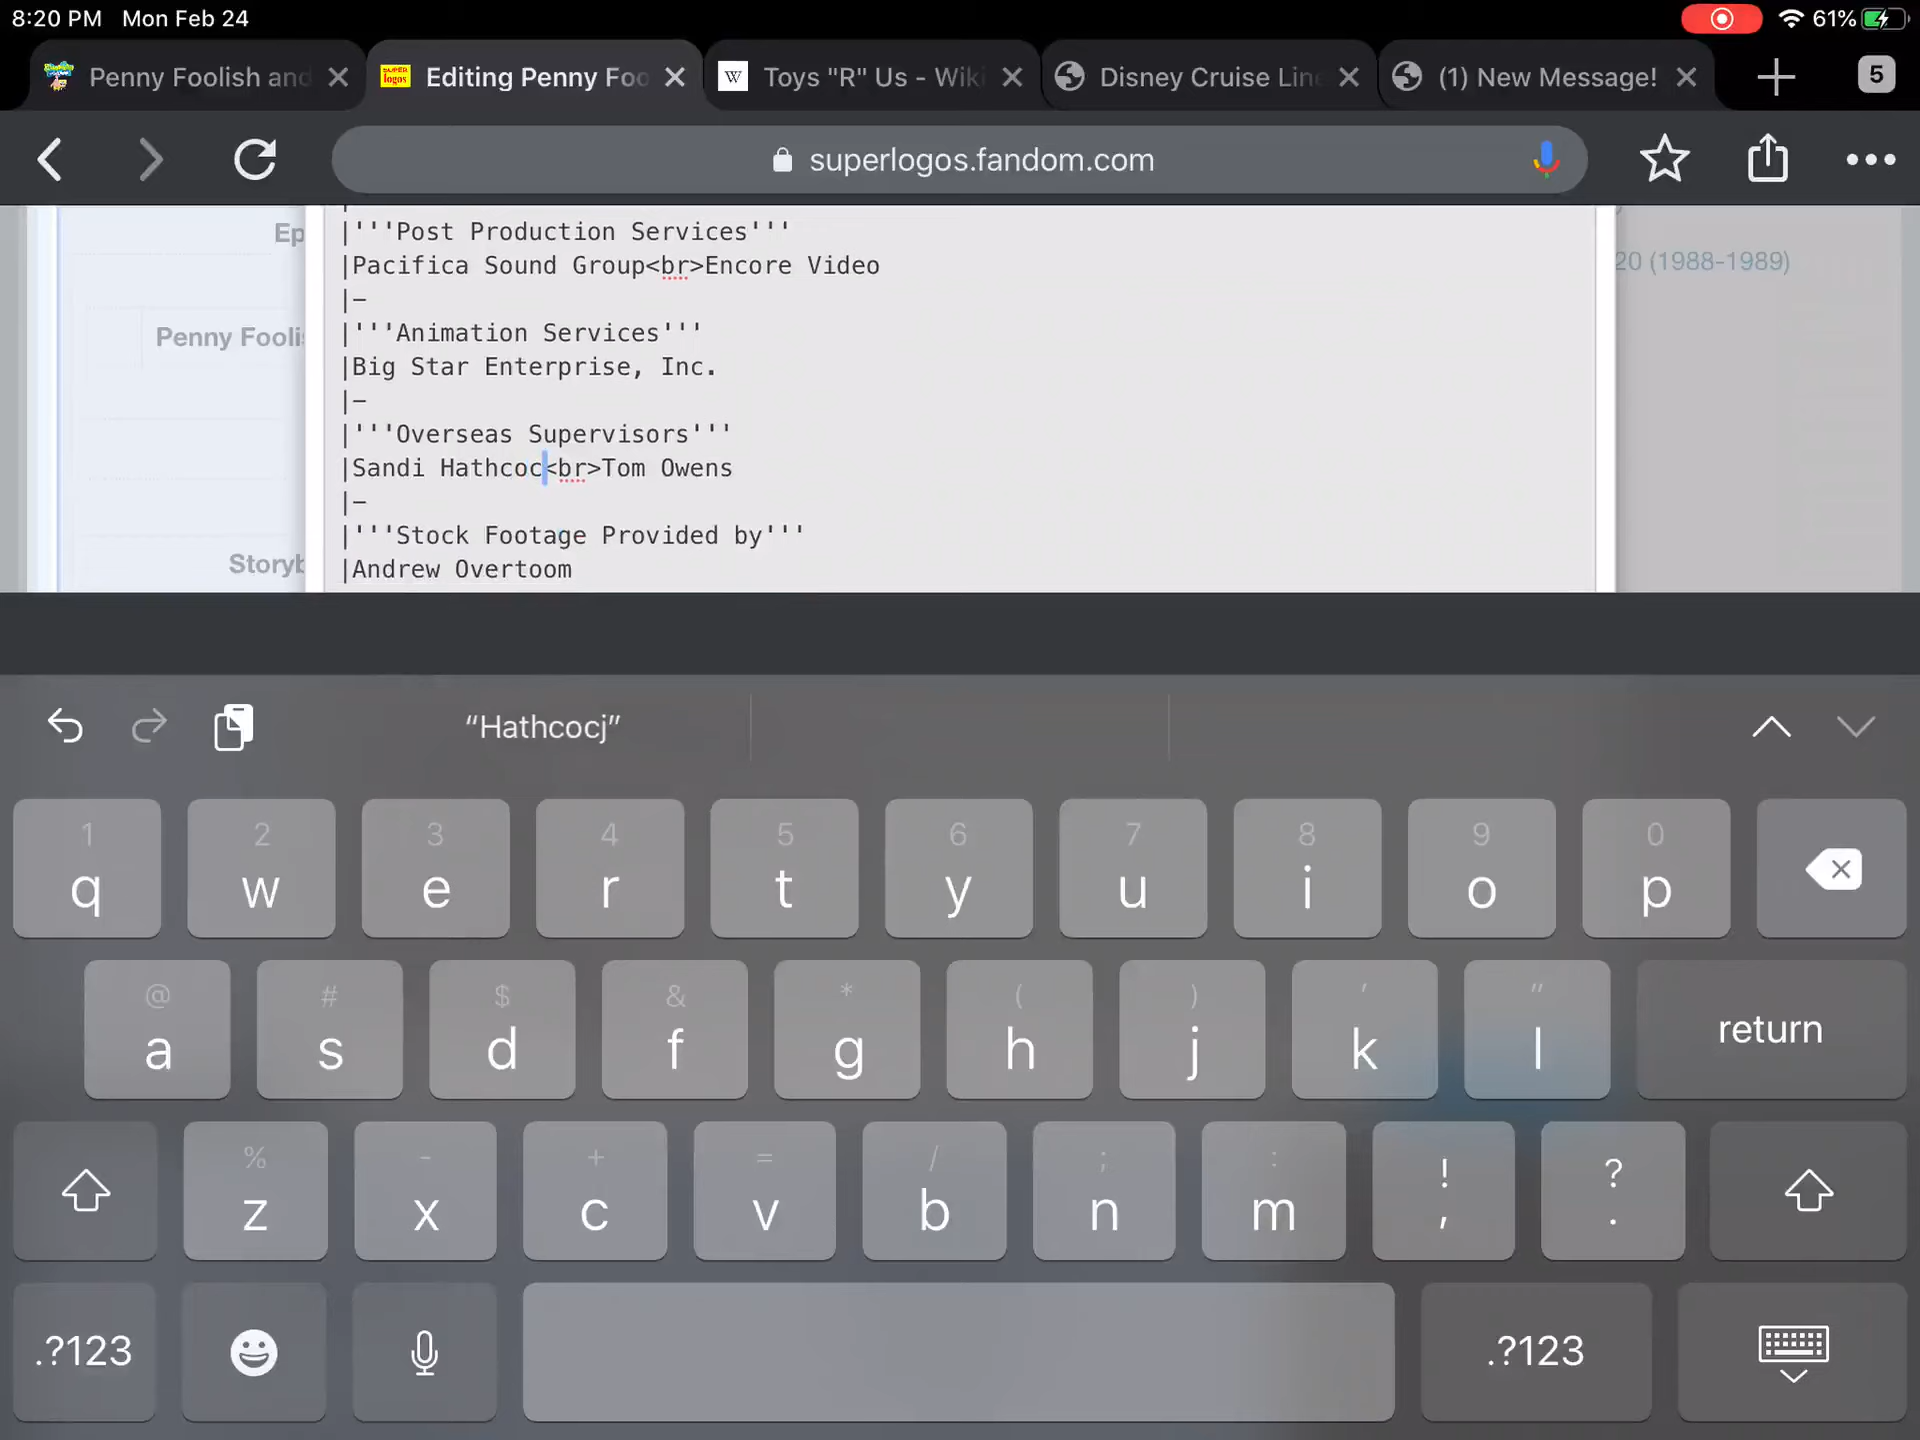 8:20 PM Mon Feb 24
61%
Penny Foolish and
SUPER logos
Editing Penny Foo
W
Toys "R" Us - Wiki
Disney Cruise Line
(1) New Message!
5
superlogos.fandom.com
Ep
Penny Foolis
Storyb
20 (1988-1989)
|'''Post Production Services'''
|Pacifica Sound Group<br>Encore Video
|-
|'''Animation Services'''
|Big Star Enterprise, Inc.
|-
|'''Overseas Supervisors'''
|Sandi Hathcoc<br>Tom Owens
|-
|'''Stock Footage Provided by'''
|Andrew Overtoom
“Hathcocj”
1 2 3 4 5 6 7 8 9 0
q w e r t y u i o p
@ # $ & * ( ) ' "
a s d f g h j k l return
% - + = / ; : ! ?
z x c v b n m , .
.?123 .?123